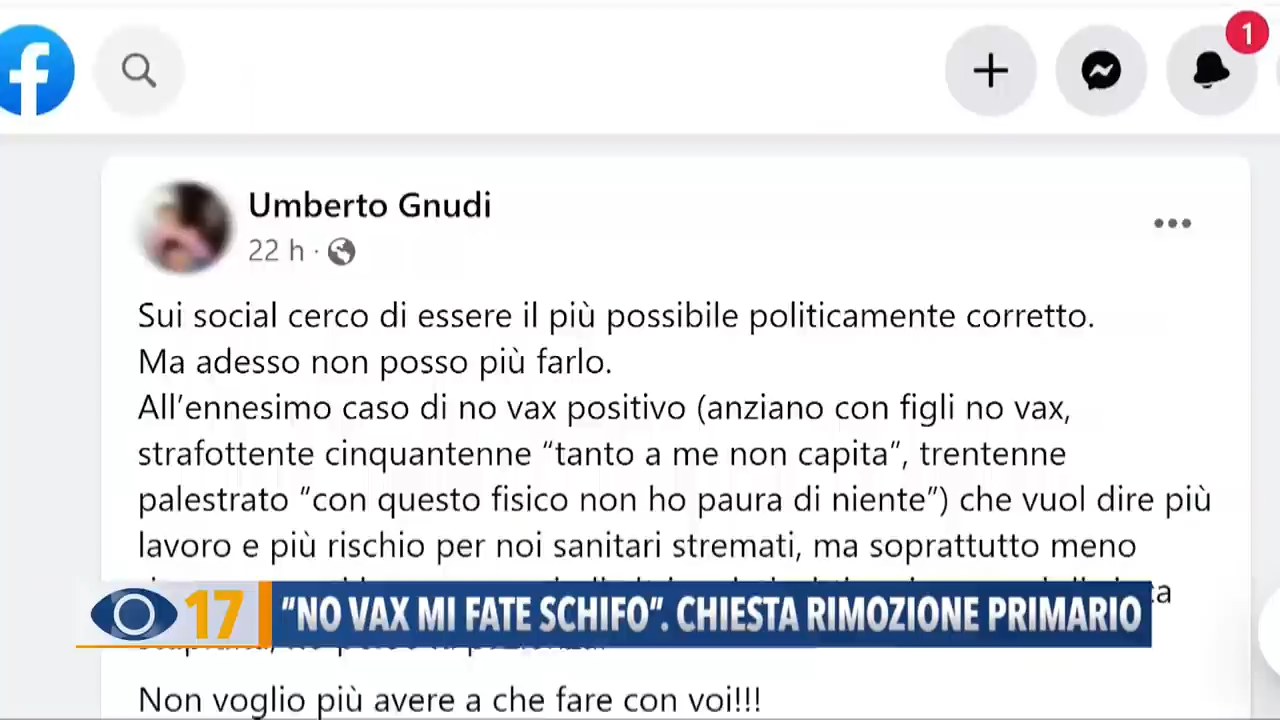 1
Umberto Gnudi
22 h ·
Sui social cerco di essere il più possibile politicamente corretto.
Ma adesso non posso più farlo.
All'ennesimo caso di no vax positivo (anziano con figli no vax,
strafottente cinquantenne “tanto a me non capita”, trentenne
palestrato “con questo fisico non ho paura di niente”) che vuol dire più
lavoro e più rischio per noi sanitari stremati, ma soprattutto meno
17
“NO VAX MI FATE SCHIFO”. CHIESTA RIMOZIONE PRIMARIO
Non voglio più avere a che fare con voi!!!